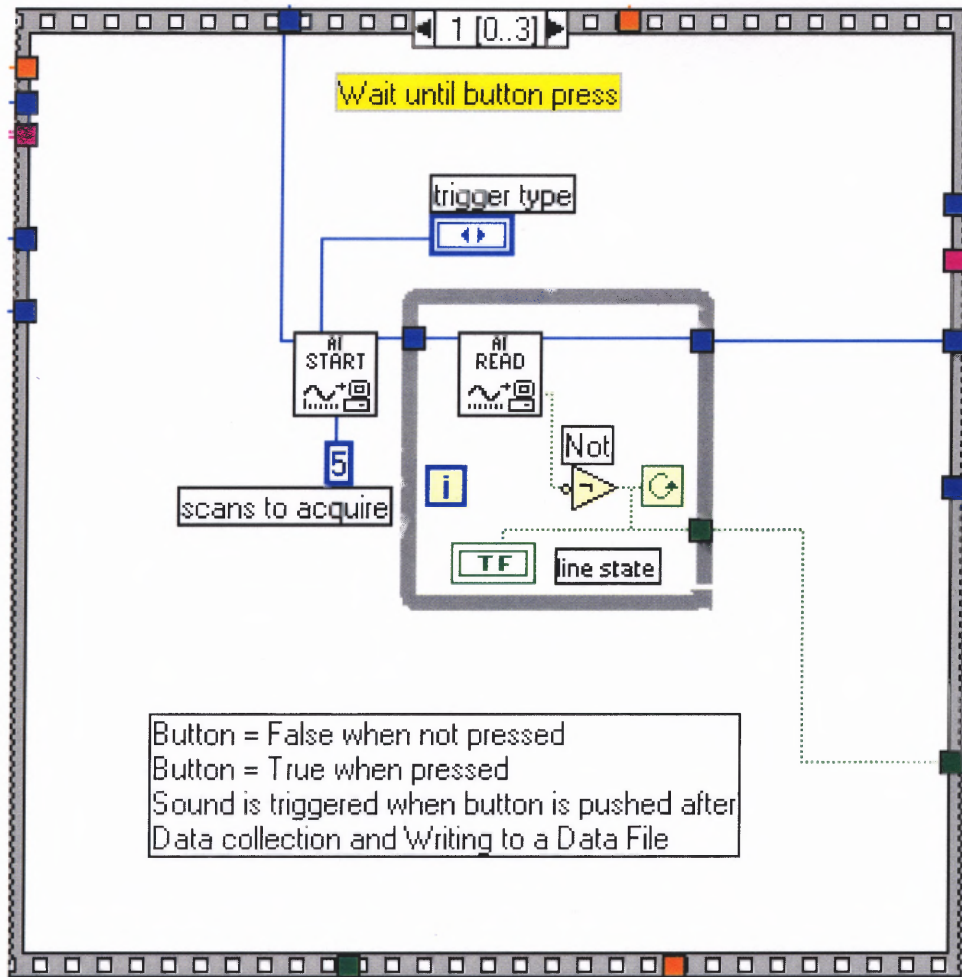 1 [0..3]
Wait until button press
trigger type
AI
START
AI
READ
5
scans to acquire
i
Not
TF
line state
Button = False when not pressed
Button = True when pressed
Sound is triggered when button is pushed after
Data collection and Writing to a Data File